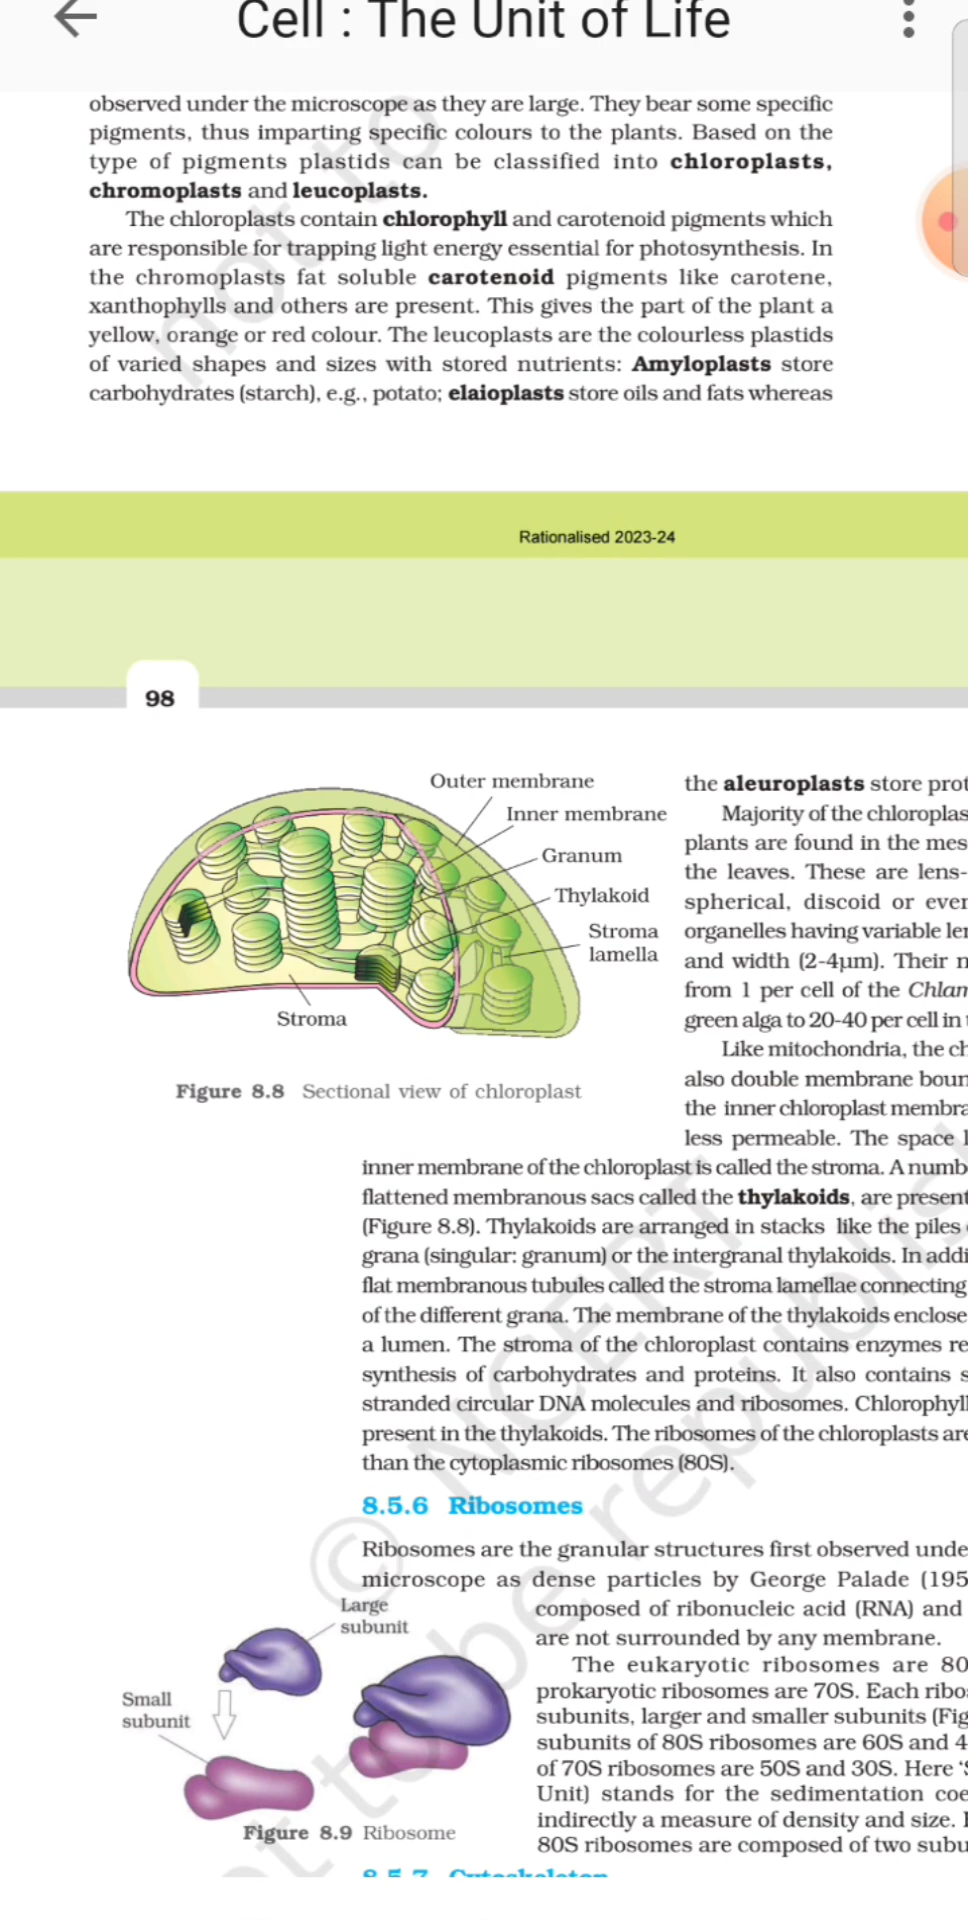 Cell : The Unit of Life
observed under the microscope as they are large. They bear some specific
pigments, thus imparting specific colours to the plants. Based on the
type of pigments plastids can be classified into chloroplasts,
chromoplasts and leucoplasts.
The chloroplasts contain chlorophyll and carotenoid pigments which
are responsible for trapping light energy essential for photosynthesis. In
the chromoplasts fat soluble carotenoid pigments like carotene,
xanthophylls and others are present. This gives the part of the plant a
yellow, orange or red colour. The leucoplasts are the colourless plastids
of varied shapes and sizes with stored nutrients: Amyloplasts store
carbohydrates (starch), e.g., potato; elaioplasts store oils and fats whereas
Rationalised 2023-24
98
Outer membrane
Inner membrane
Granum
Thylakoid
Stroma
lamella
Stroma
Figure 8.8 Sectional view of chloroplast
the aleuroplasts store prot
Majority of the chloroplas
plants are found in the mes
the leaves. These are lens-
spherical, discoid or even
organelles having variable len
and width (2-4µm). Their n
from 1 per cell of the Chlam
green alga to 20-40 per cell in
Like mitochondria, the ch
also double membrane boun
the inner chloroplast membra
less permeable. The space
inner membrane of the chloroplast is called the stroma. A numb
flattened membranous sacs called the thylakoids, are present
(Figure 8.8). Thylakoids are arranged in stacks like the piles
grana (singular: granum) or the intergranal thylakoids. In addi
flat membranous tubules called the stroma lamellae connecting
of the different grana. The membrane of the thylakoids enclose
a lumen. The stroma of the chloroplast contains enzymes re
synthesis of carbohydrates and proteins. It also contains s
stranded circular DNA molecules and ribosomes. Chlorophyll
present in the thylakoids. The ribosomes of the chloroplasts are
than the cytoplasmic ribosomes (80S).
8.5.6 Ribosomes
Ribosomes are the granular structures first observed unde
microscope as dense particles by George Palade (195
composed of ribonucleic acid (RNA) and
are not surrounded by any membrane.
The eukaryotic ribosomes are 80
prokaryotic ribosomes are 70S. Each ribo
subunits, larger and smaller subunits (Fig
subunits of 80S ribosomes are 60S and 4
of 70S ribosomes are 50S and 30S. Here 'S
Unit) stands for the sedimentation coe
indirectly a measure of density and size.
80S ribosomes are composed of two subu
Large
subunit
Small
subunit
Figure 8.9 Ribosome
8.5.7 Cytoskeleton
not to
© NCERT
not to be republish